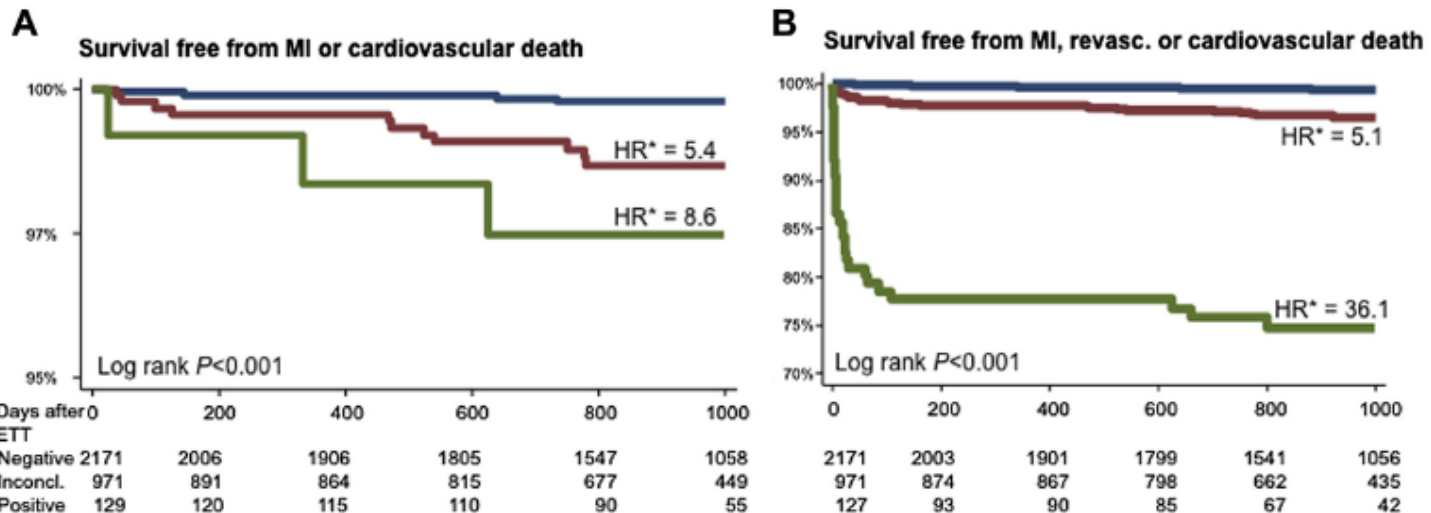 A
Survival free from MI or cardiovascular death
100%
97%
95%
HR* = 5.4
HR* = 8.6
Log rank P<0.001
Days after 0 200 400 600 800 1000
ETT
Negative 2171 2006 1906 1805 1547 1058
Inconcl. 971 891 864 815 677 449
Positive 129 120 115 110 90 55
B
Survival free from MI, revasc. or cardiovascular death
100%
95%
90%
85%
80%
75%
70%
HR* = 5.1
HR* = 36.1
Log rank P<0.001
0 200 400 600 800 1000
2171 2003 1901 1799 1541 1056
971 874 867 798 662 435
127 93 90 85 67 42